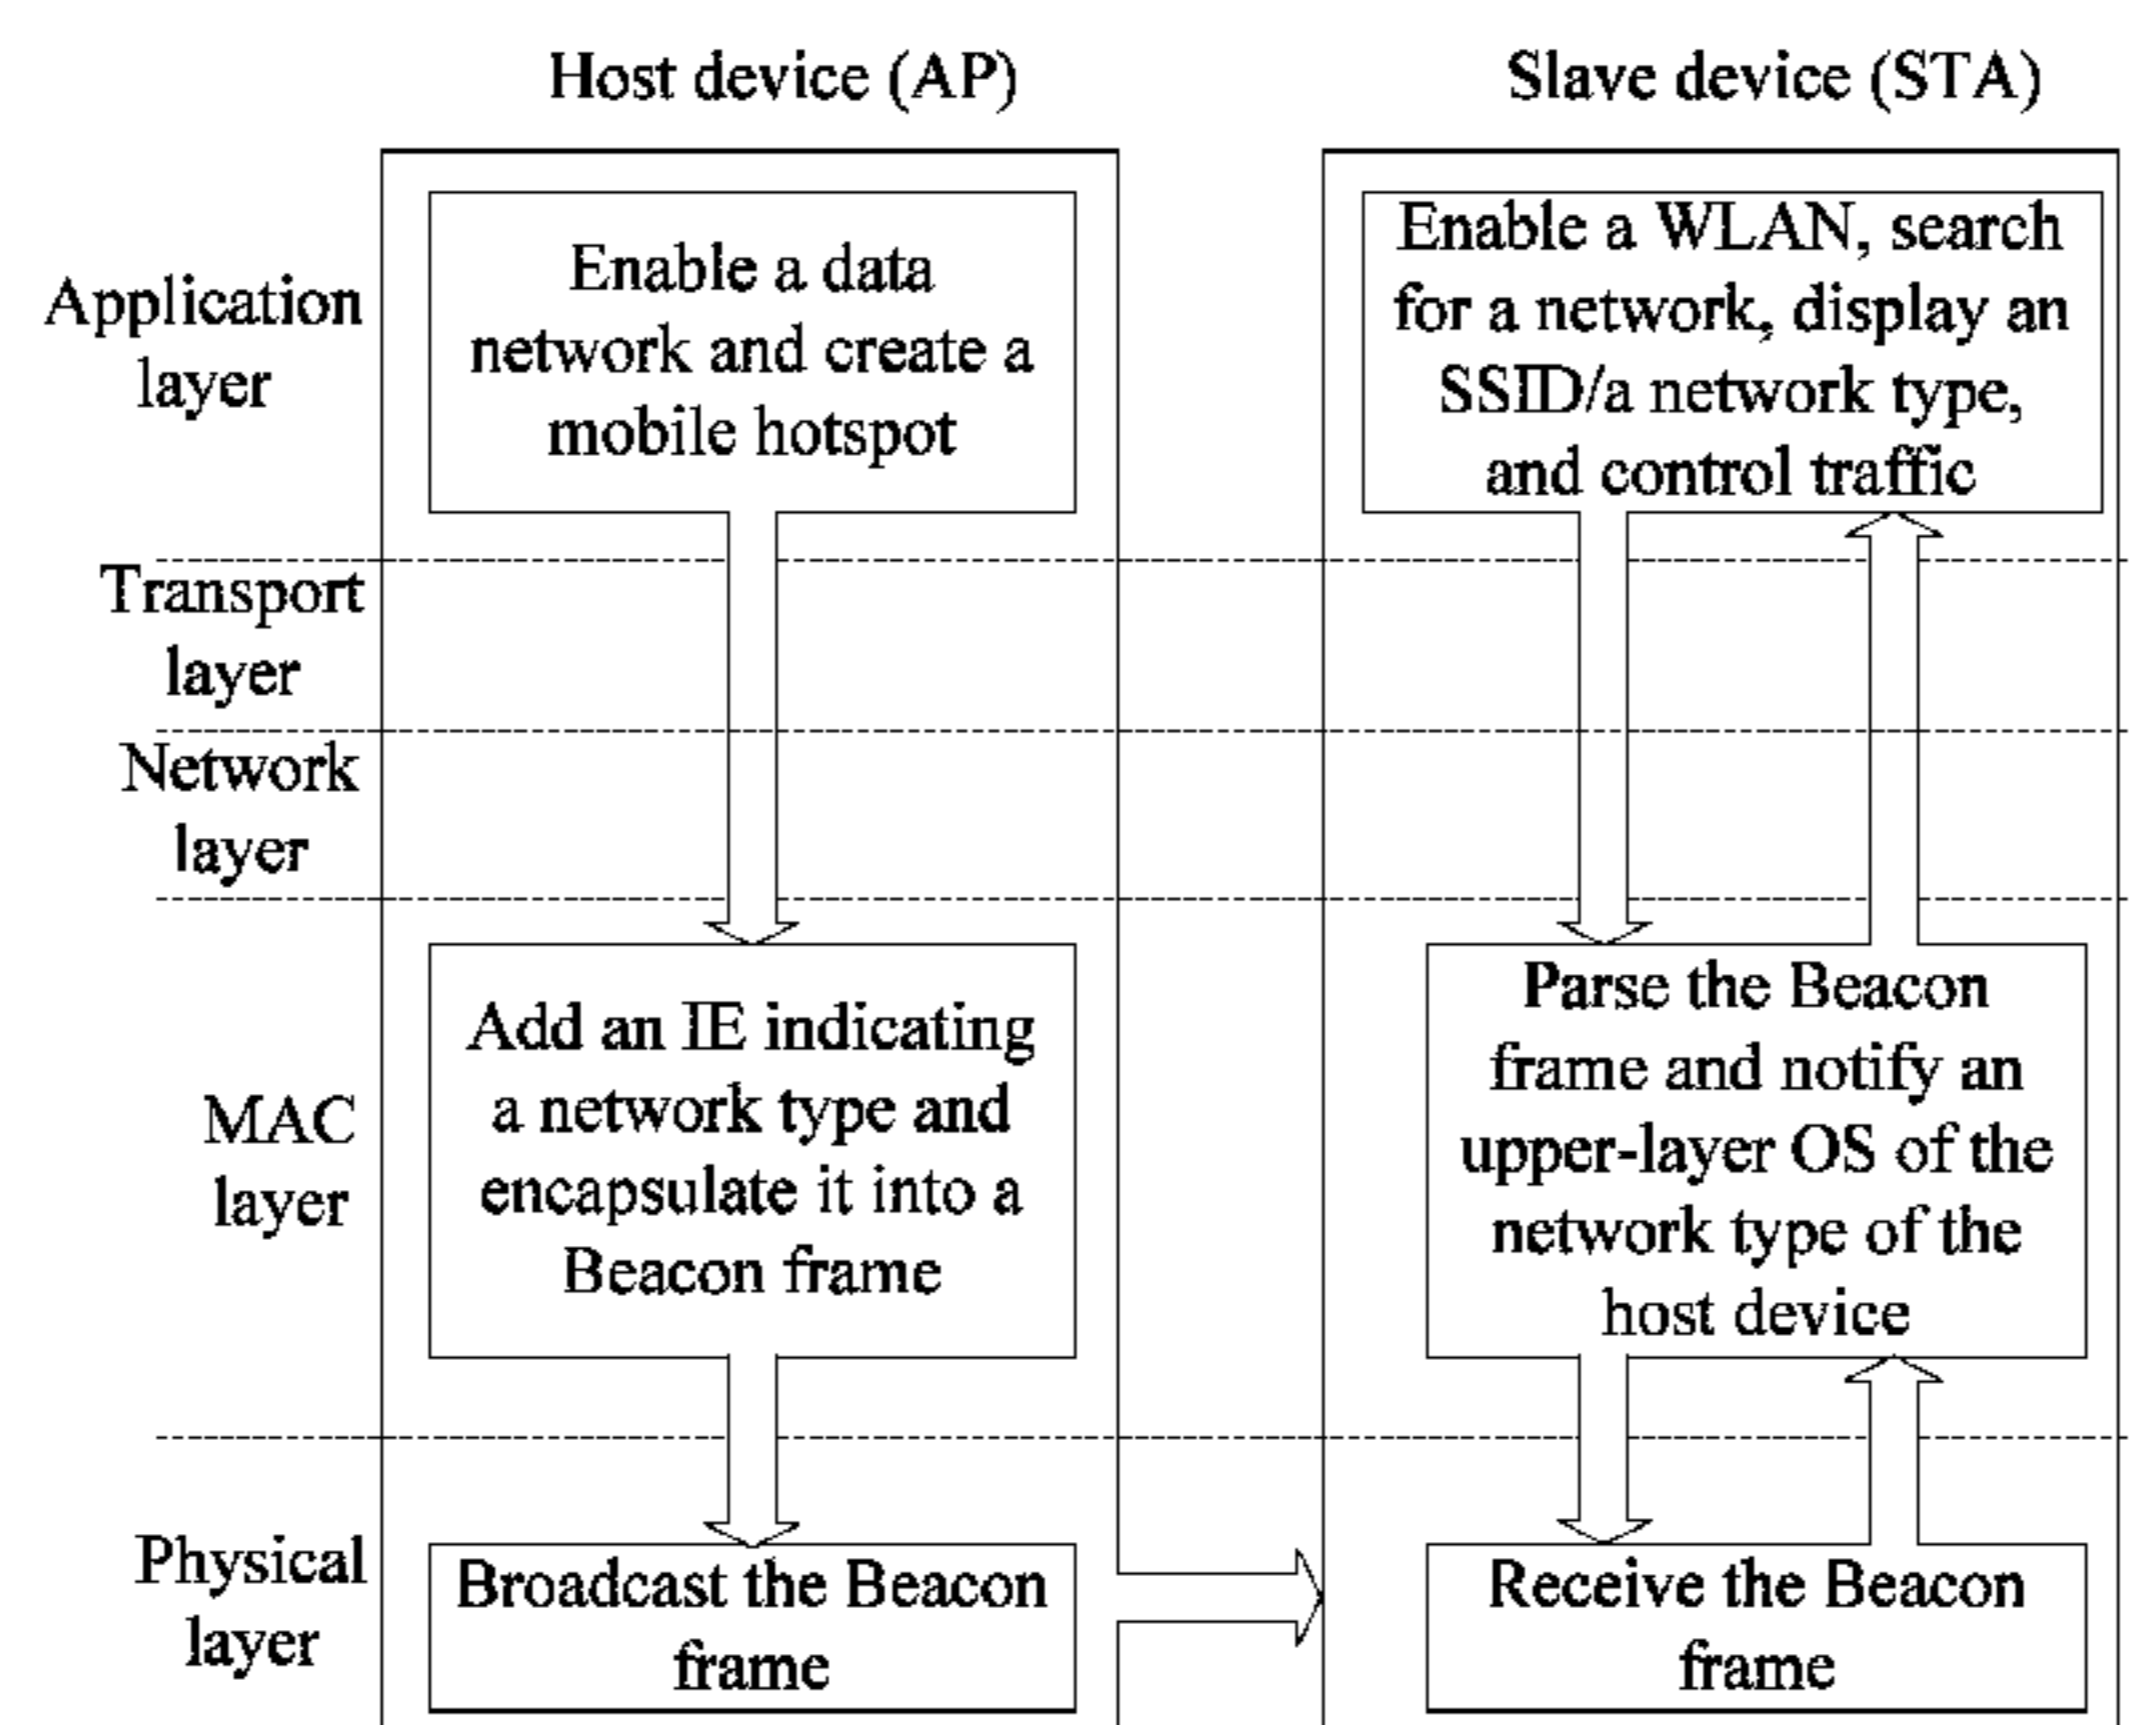 Host device (AP)
Slave device (STA)
Application
layer
Enable a data
network and create a
mobile hotspot
Enable a WLAN, search
for a network, display an
SSID/a network type,
and control traffic
Transport
layer
Network
layer
MAC
layer
Add an IE indicating
a network type and
encapsulate it into a
Beacon frame
Parse the Beacon
frame and notify an
upper-layer OS of the
network type of the
host device
Physical
layer
Broadcast the Beacon
frame
Receive the Beacon
frame